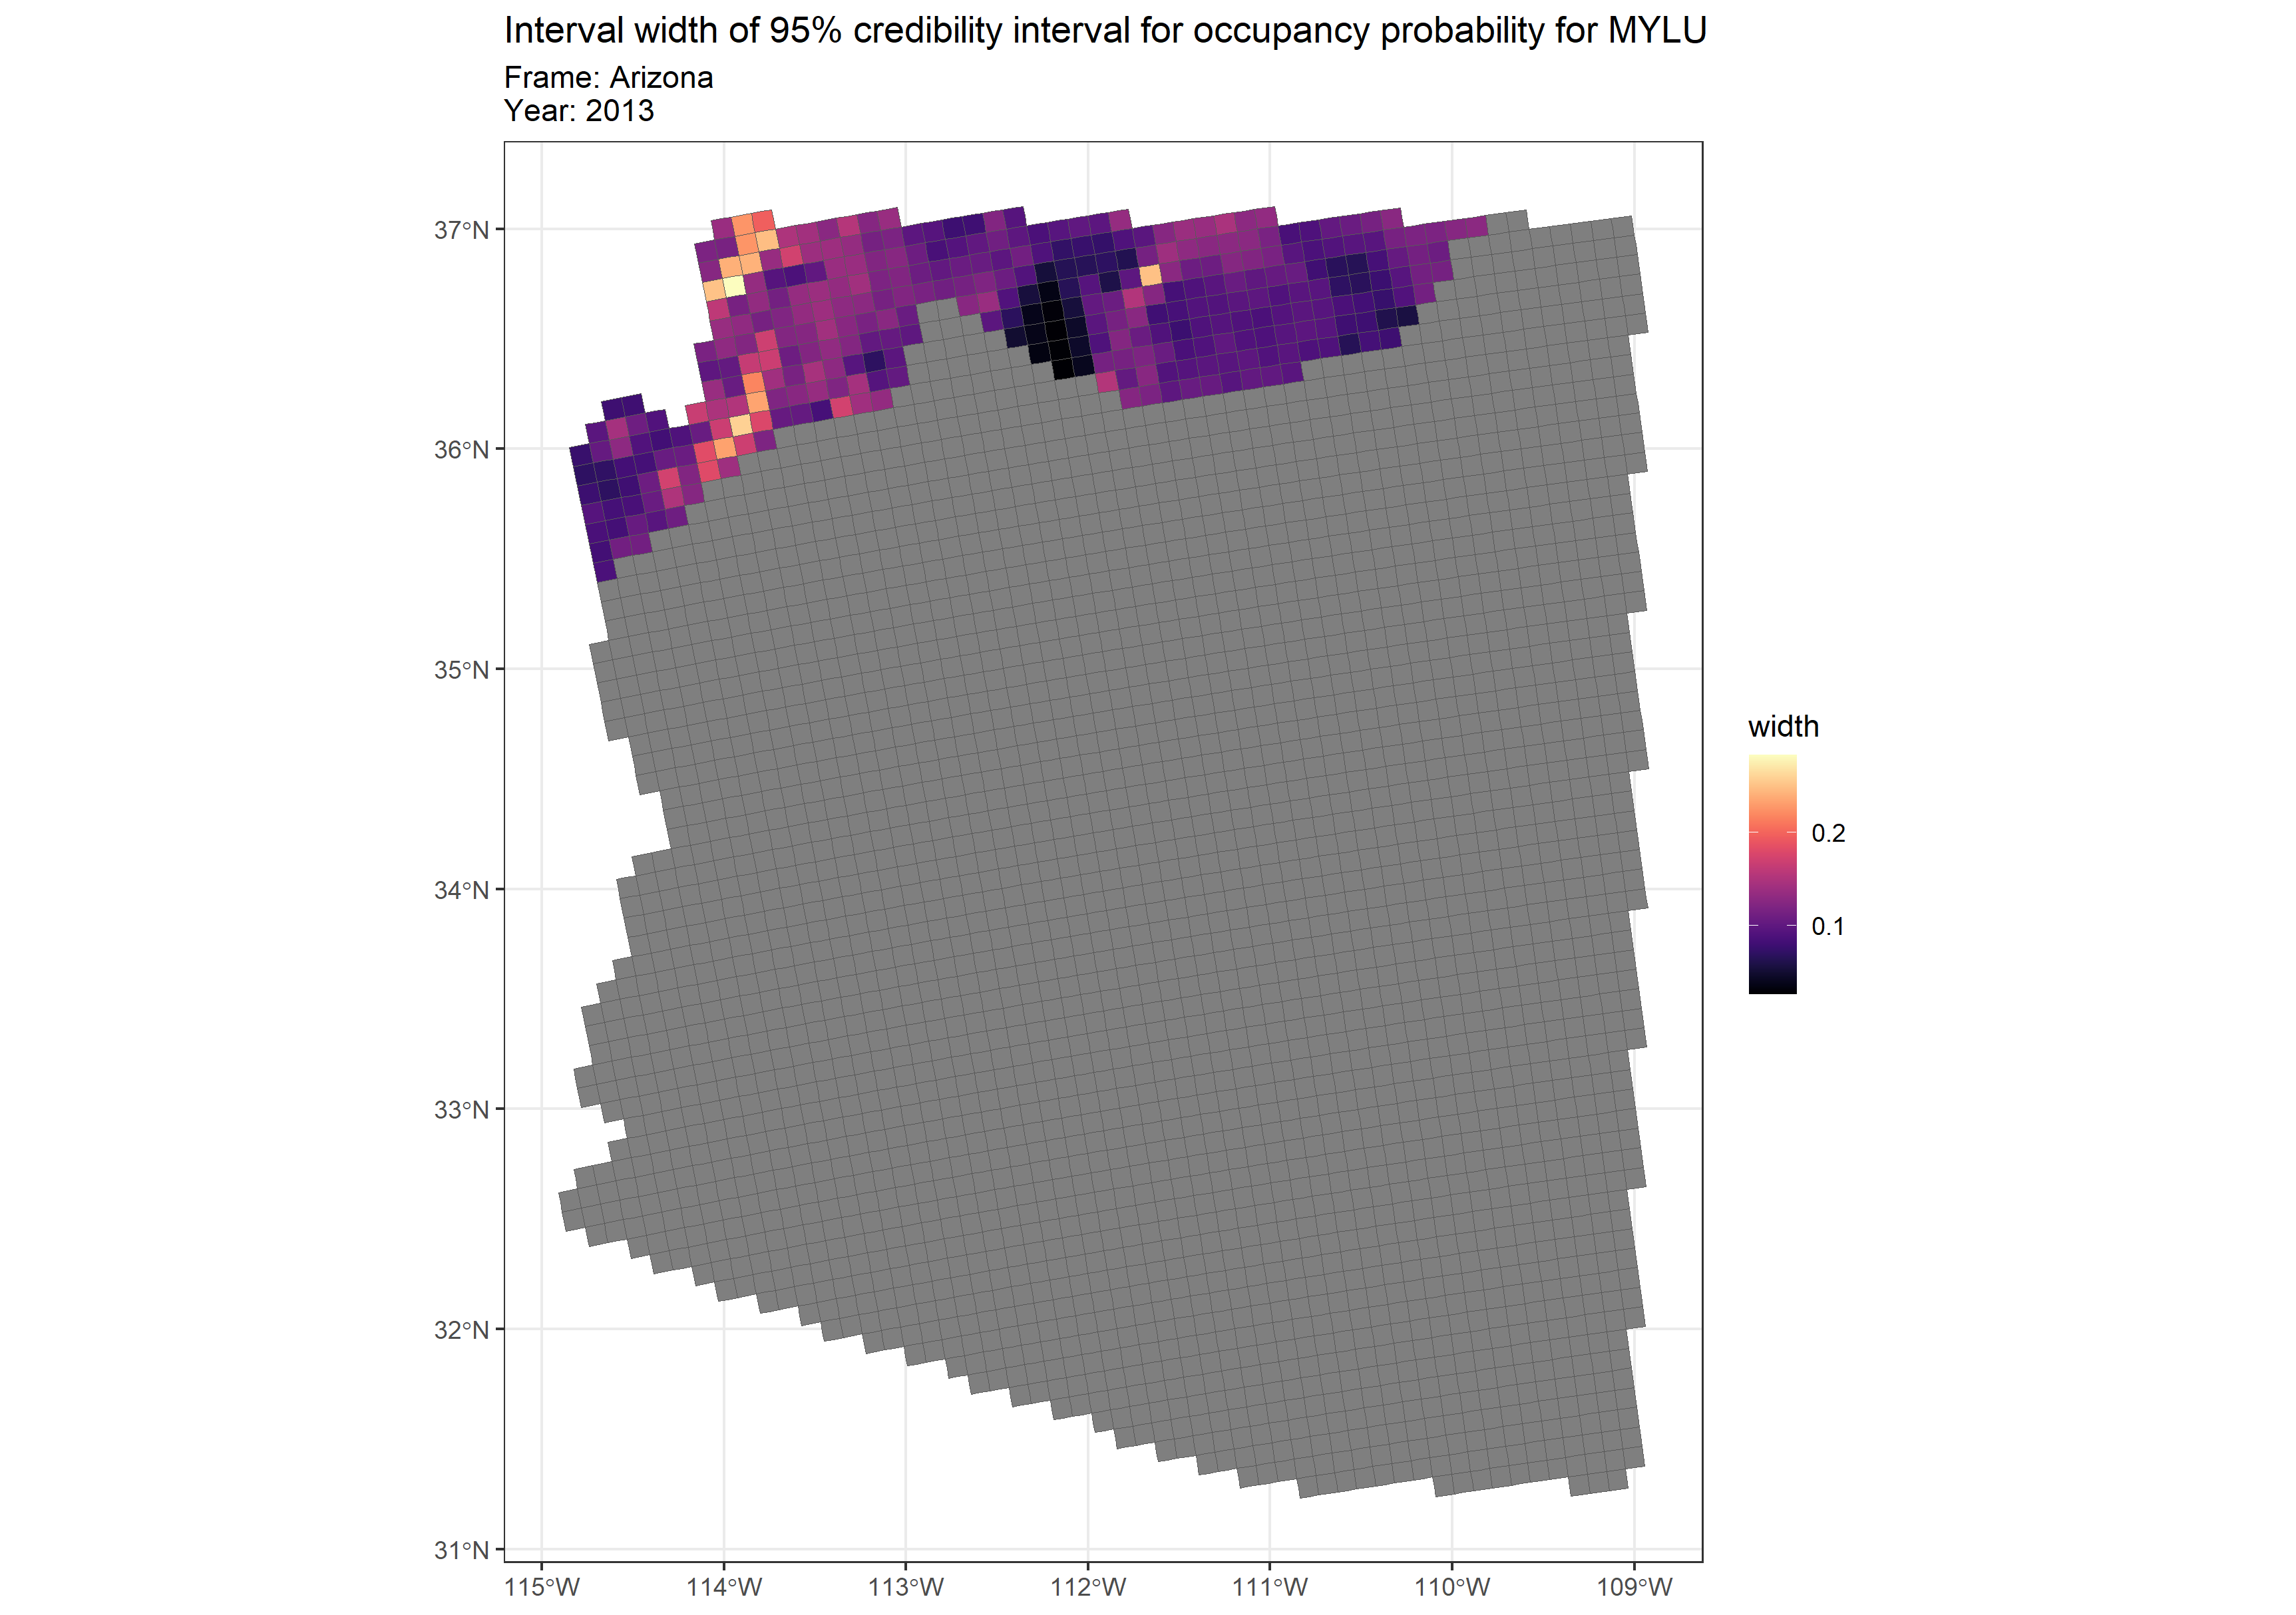 Interval width of 95% credibility interval for occupancy probability for MYLU
Frame: Arizona
Year: 2013
37°N
36°N
35°N
34°N
33°N
32°N
31°N
115°W 114°W 113°W 112°W 111°W 110°W 109°W
width
0.2
0.1